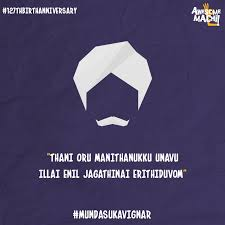 #127THBIRTHANNIVERSARY
AWESOME
MACHI
"THANI ORU MANITHANUKKU UNAVU
ILLAI ENIL JAGATHINAI ERITHIDUVOM"
#MUNDASUKAVIGNAR